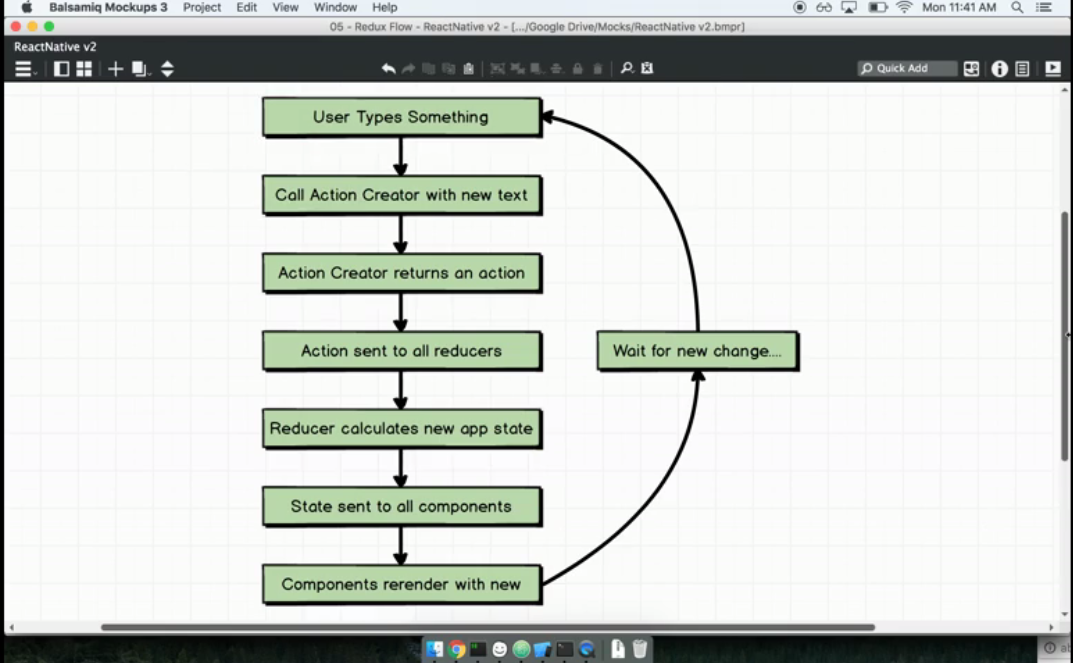 Balsamiq Mockups 3 Project Edit View Window Help Mon 11:41 AM
05 - Redux Flow - ReactNative v2 - [.../Google Drive/Mocks/ReactNative v2.bmpr]
ReactNative v2
Quick Add
User Types Something
Call Action Creator with new text
Action Creator returns an action
Action sent to all reducers
Wait for new change....
Reducer calculates new app state
State sent to all components
Components rerender with new